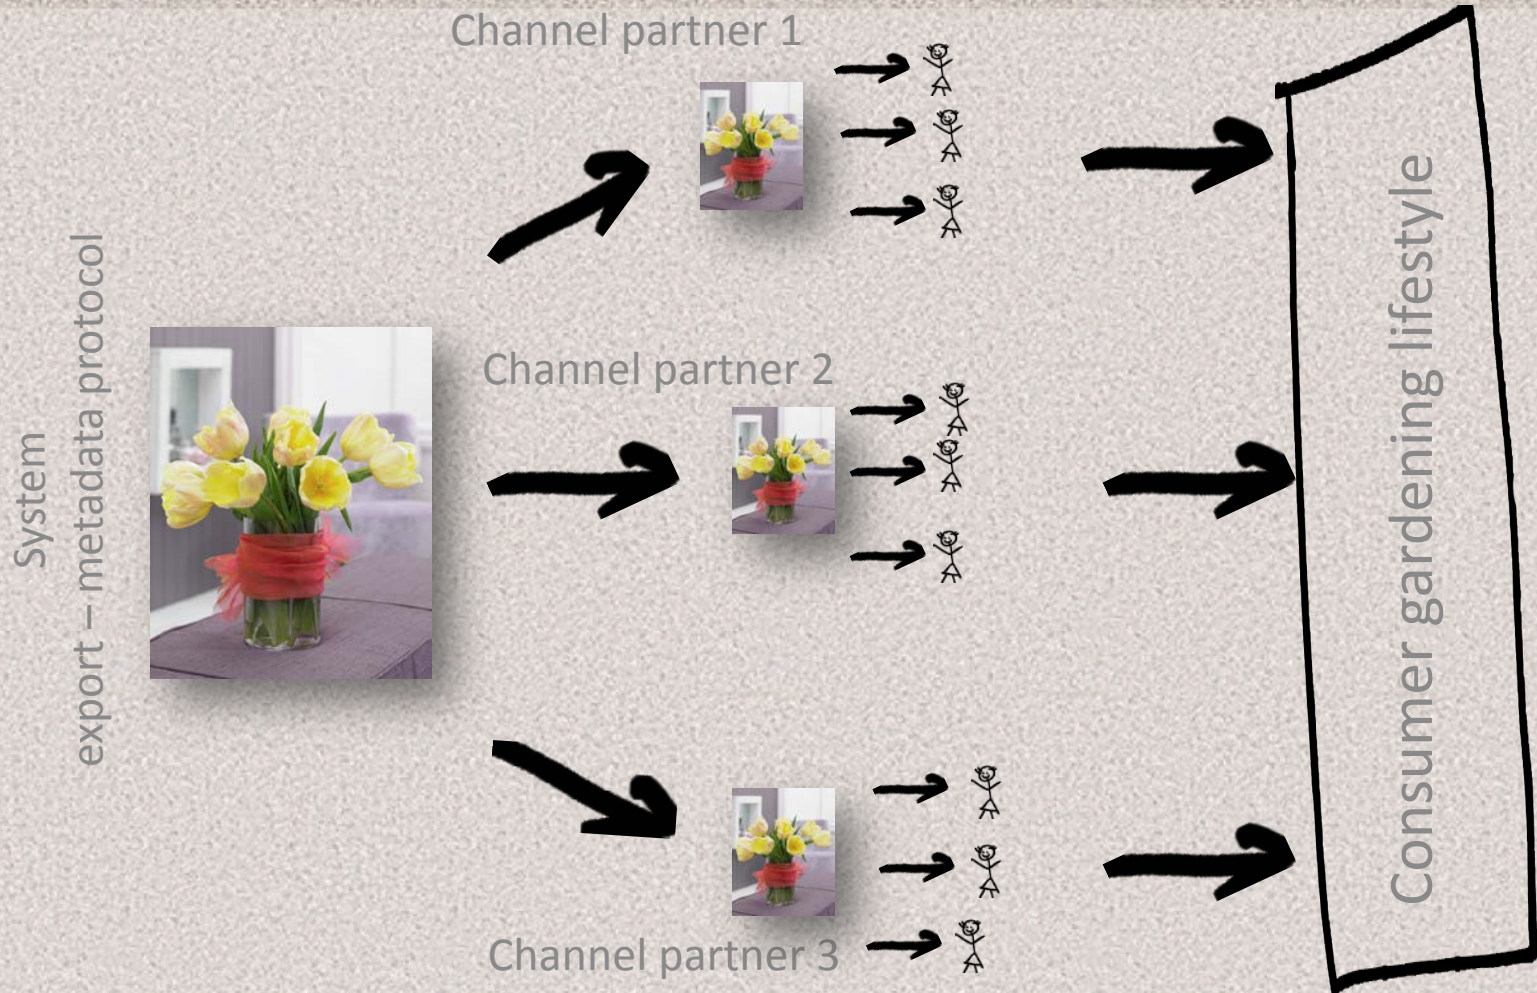 System
export – metadata protocol
Channel partner 1
Channel partner 2
Channel partner 3
Consumer gardening lifestyle